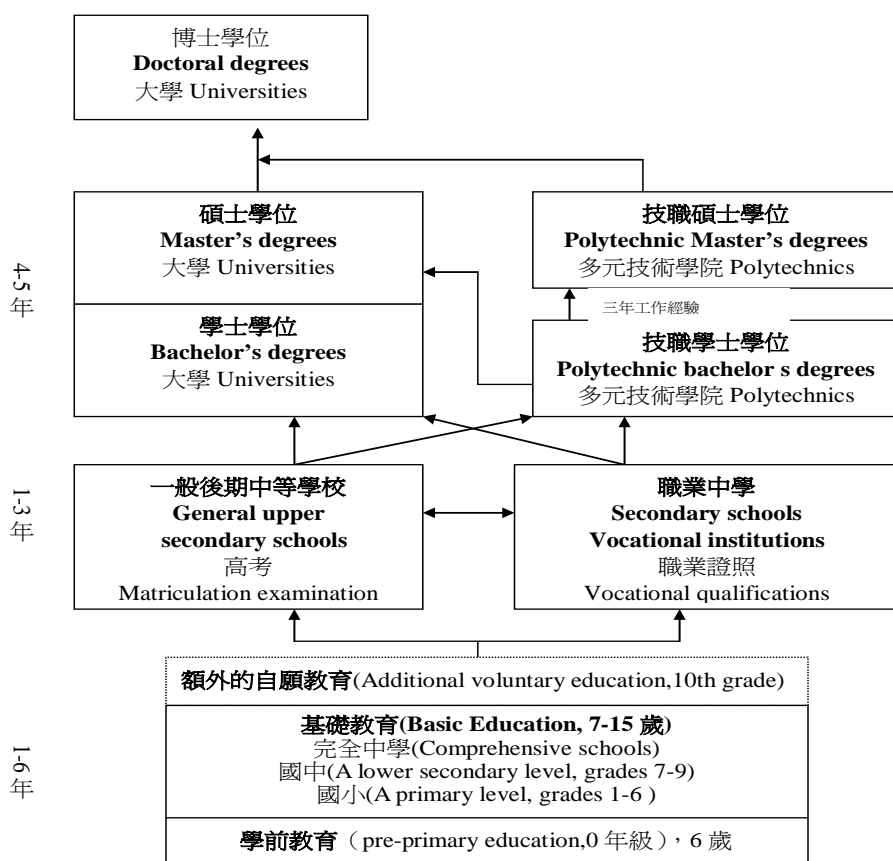 博士學位
Doctoral degrees
大學 Universities
4-5年
碩士學位
Master’s degrees
大學 Universities
學士學位
Bachelor’s degrees
大學 Universities
技職碩士學位
Polytechnic Master’s degrees
多元技術學院 Polytechnics
三年工作經驗
技職學士學位
Polytechnic bachelor s degrees
多元技術學院 Polytechnics
1-3年
一般後期中等學校
General upper
secondary schools
高考
Matriculation examination
職業中學
Secondary schools
Vocational institutions
職業證照
Vocational qualifications
1-6年
額外的自願教育(Additional voluntary education,10th grade)
基礎教育(Basic Education, 7-15 歲)
完全中學(Comprehensive schools)
國中(A lower secondary level, grades 7-9)
國小(A primary level, grades 1-6 )
學前教育（pre-primary education,0 年級），6 歲